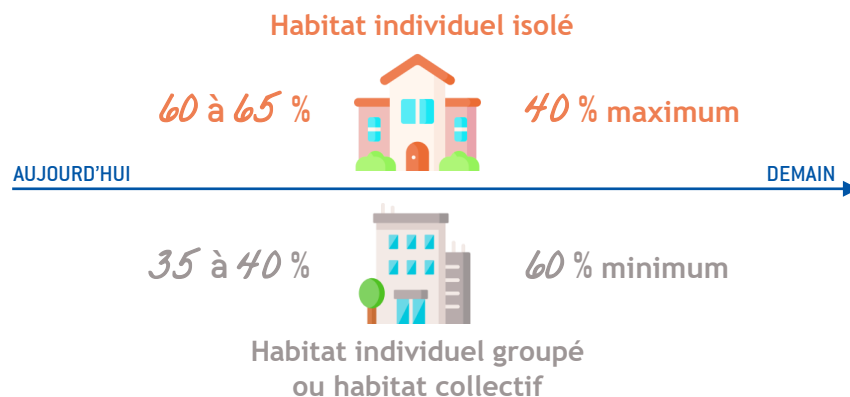 Habitat individuel isolé
60 à 65 %
40 % maximum
AUJOURD'HUI
DEMAIN
35 à 40 %
60 % minimum
Habitat individuel groupé
ou habitat collectif